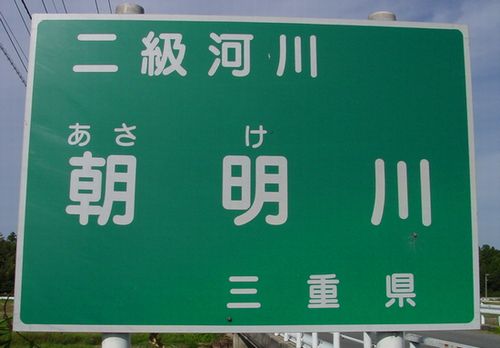 二級河川
あさ け
朝明川
三重県